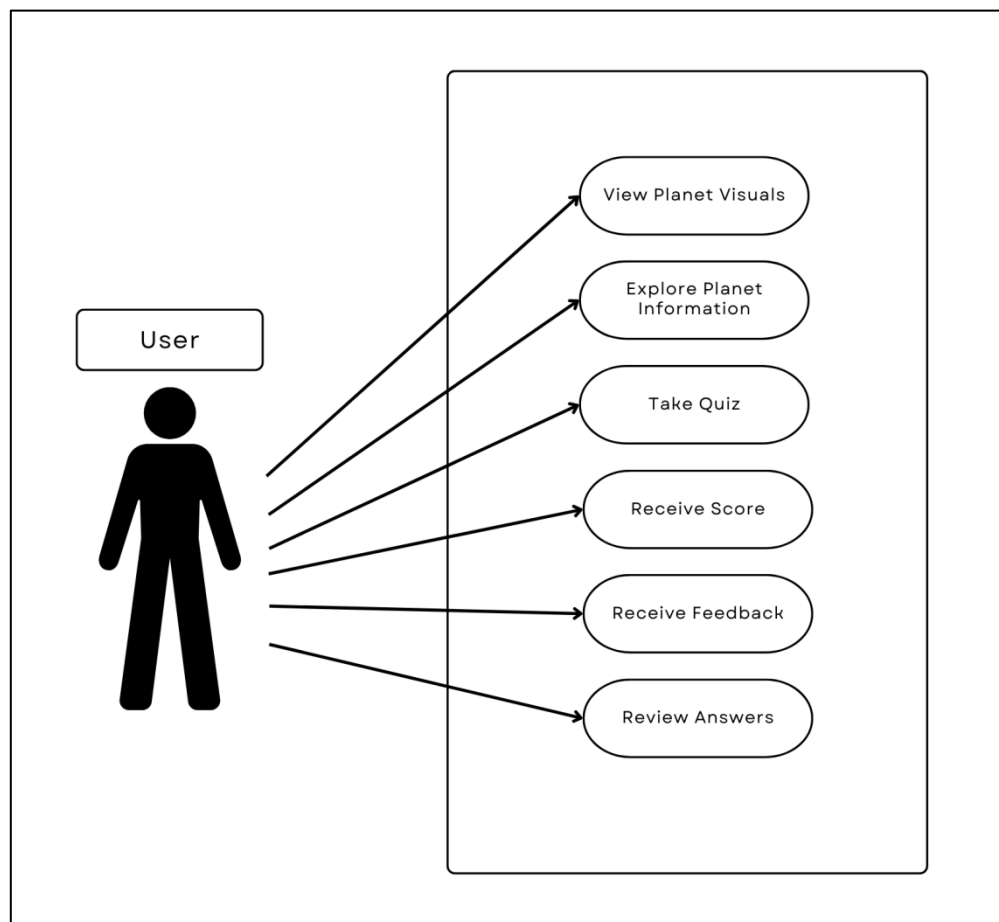 View Planet Visuals
Explore Planet
Information
User
Take Quiz
Receive Score
Receive Feedback
Review Answers